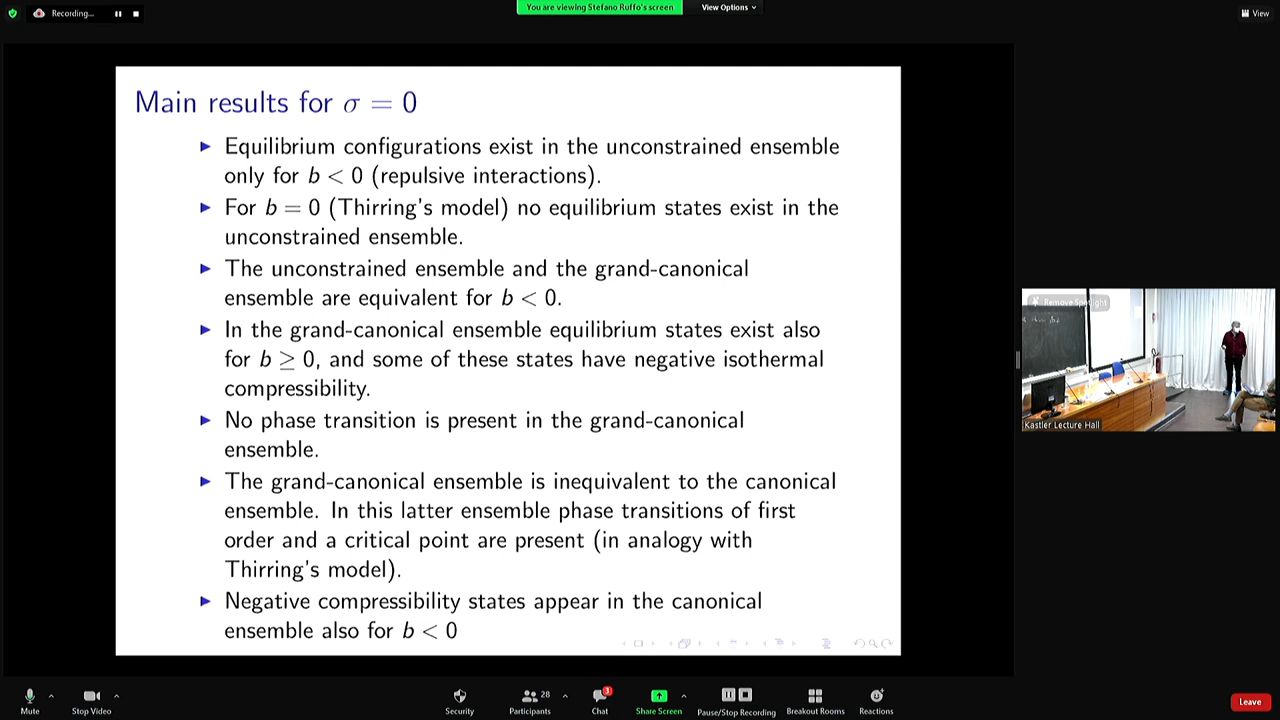 Recording...
You are viewing Stefano Ruffo's screen
View Options
View
Main results for σ = 0
▶ Equilibrium configurations exist in the unconstrained ensemble
only for b < 0 (repulsive interactions).
▶ For b = 0 (Thirring's model) no equilibrium states exist in the
unconstrained ensemble.
▶ The unconstrained ensemble and the grand-canonical
ensemble are equivalent for b < 0.
▶ In the grand-canonical ensemble equilibrium states exist also
for b ≥ 0, and some of these states have negative isothermal
compressibility.
▶ No phase transition is present in the grand-canonical
ensemble.
▶ The grand-canonical ensemble is inequivalent to the canonical
ensemble. In this latter ensemble phase transitions of first
order and a critical point are present (in analogy with
Thirring's model).
▶ Negative compressibility states appear in the canonical
ensemble also for b < 0
Remove Spotlight
Kastler Lecture Hall
Mute
Stop Video
Security
Participants
28
Chat
3
Share Screen
Pause/Stop Recording
Breakout Rooms
Reactions
Leave